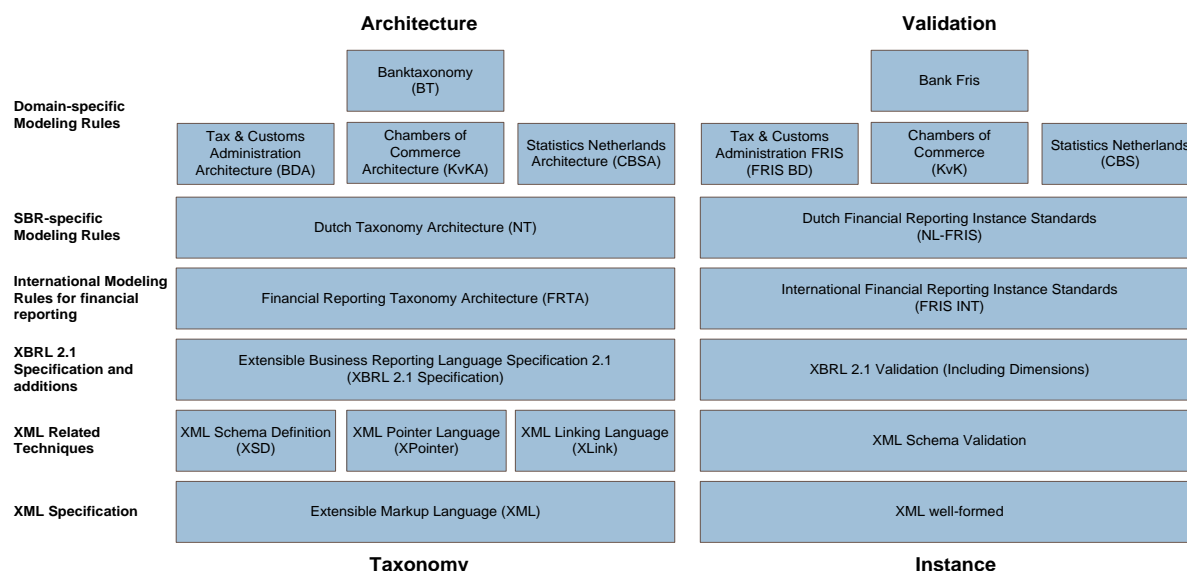 Architecture
Validation
Banktaxonomy
(BT)
Bank Fris
Domain-specific
Modeling Rules
Tax & Customs
Administration
Architecture (BDA)
Chambers of
Commerce
Architecture (KvKA)
Statistics Netherlands
Architecture (CBSA)
Tax & Customs
Administration FRIS
(FRIS BD)
Chambers of
Commerce
(KvK)
Statistics Netherlands
(CBS)
SBR-specific
Modeling Rules
Dutch Taxonomy Architecture (NT)
Dutch Financial Reporting Instance Standards
(NL-FRIS)
International Modeling
Rules for financial
reporting
Financial Reporting Taxonomy Architecture (FRTA)
International Financial Reporting Instance Standards
(FRIS INT)
XBRL 2.1
Specification and
additions
Extensible Business Reporting Language Specification 2.1
(XBRL 2.1 Specification)
XBRL 2.1 Validation (Including Dimensions)
XML Related
Techniques
XML Schema Definition
(XSD)
XML Pointer Language
(XPointer)
XML Linking Language
(XLink)
XML Schema Validation
XML Specification
Extensible Markup Language (XML)
XML well-formed
Taxonomy
Instance